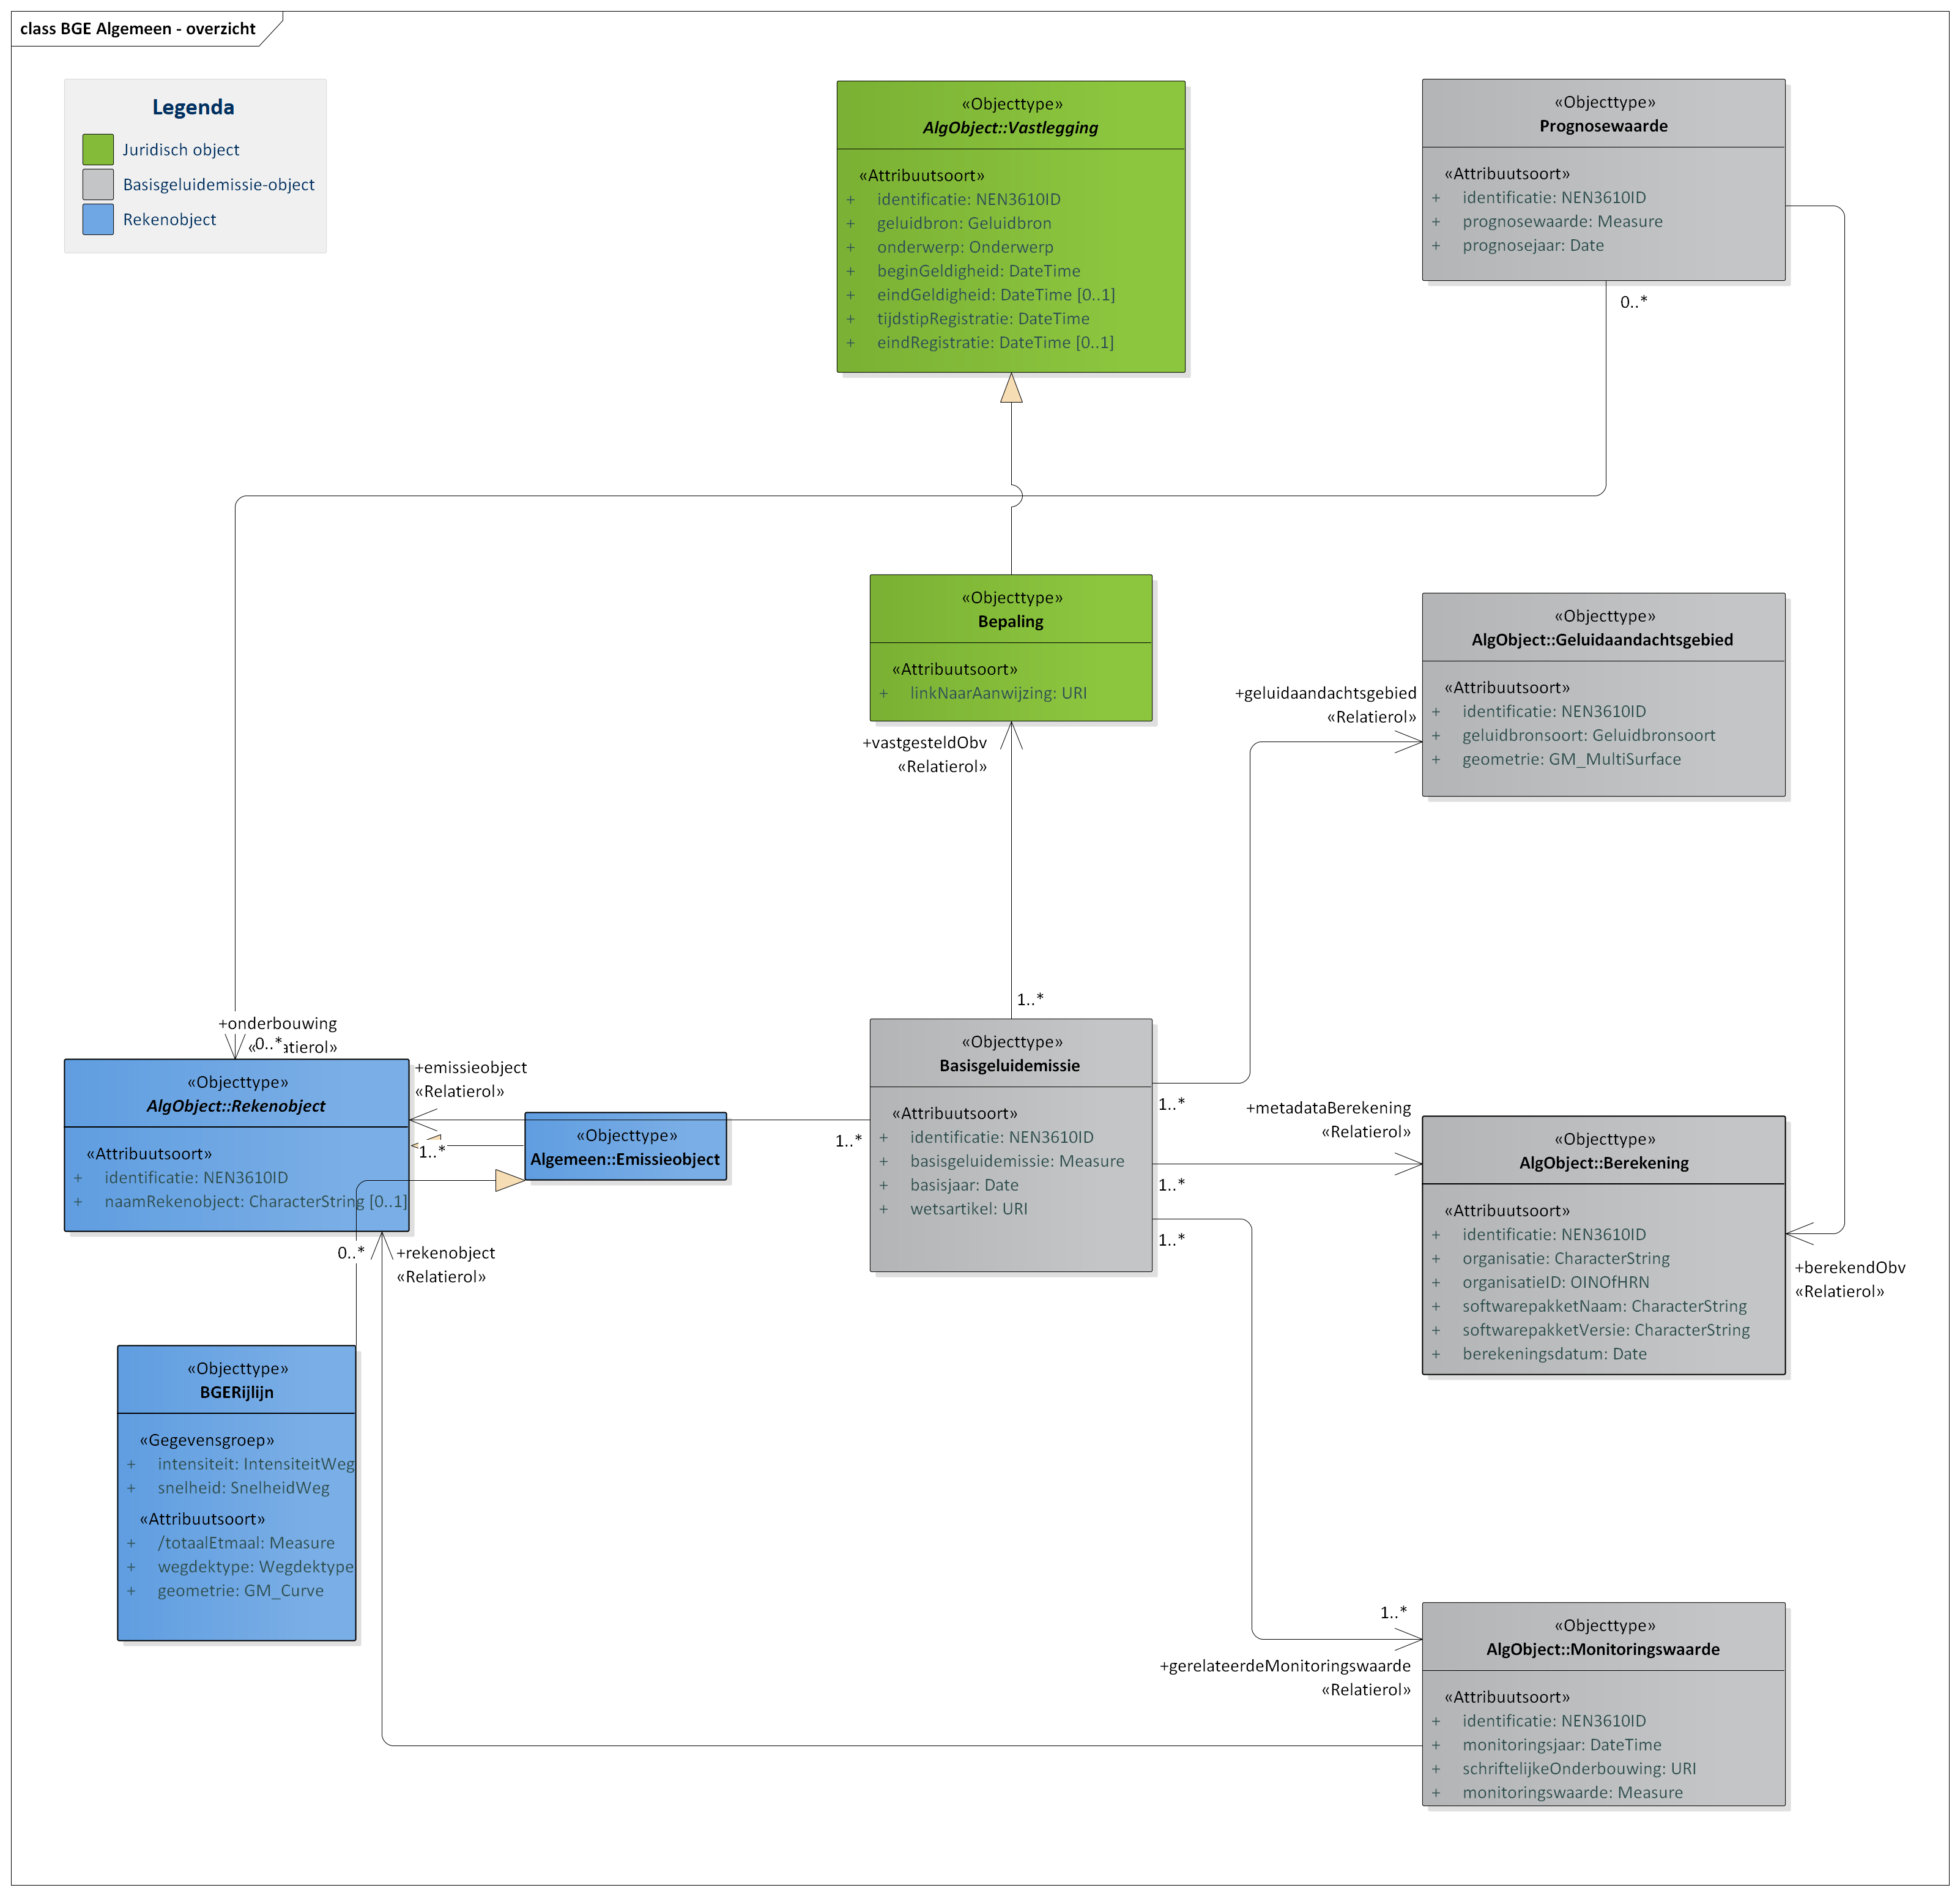 class BGE Algemeen - overzicht
Legenda
Juridisch object
Basisgeluidemissie-object
Rekenobject
«Objecttype»
AlgObject::Vastlegging
«Attribuutsoort»
+ identificatie: NEN3610ID
+ geluidbron: Geluidbron
+ onderwerp: Onderwerp
+ beginGeldigheid: DateTime
+ eindGeldigheid: DateTime [0..1]
+ tijdstipRegistratie: DateTime
+ eindRegistratie: DateTime [0..1]
«Objecttype»
Prognosewaarde
«Attribuutsoort»
+ identificatie: NEN3610ID
+ prognosewaarde: Measure
+ prognosejaar: Date
0..*
«Objecttype»
Bepaling
«Attribuutsoort»
+ linkNaarAanwijzing: URI
+vastgesteldObv
«Relatierol»
1..*
«Objecttype»
AlgObject::Geluidaandachtsgebied
«Attribuutsoort»
+ identificatie: NEN3610ID
+ geluidbronsoort: Geluidbronsoort
+ geometrie: GM_MultiSurface
+geluidaandachtsgebied
«Relatierol»
+onderbouwing
0..*
«Objecttype»
AlgObject::Rekenobject
«Attribuutsoort»
+ identificatie: NEN3610ID
+ naamRekenobject: CharacterString [0..1]
+emissieobject
«Relatierol»
1..*
«Objecttype»
Algemeen::Emissieobject
1..*
«Objecttype»
Basisgeluidemissie
«Attribuutsoort»
+ identificatie: NEN3610ID
+ basisgeluidemissie: Measure
+ basisjaar: Date
+ wetsartikel: URI
1..*
1..*
1..*
+metadataBerekening
«Relatierol»
«Objecttype»
AlgObject::Berekening
«Attribuutsoort»
+ identificatie: NEN3610ID
+ organisatie: CharacterString
+ organisatieID: OINOfHRN
+ softwarepakketNaam: CharacterString
+ softwarepakketVersie: CharacterString
+ berekeningsdatum: Date
+berekendObv
«Relatierol»
0..*
+rekenobject
«Relatierol»
«Objecttype»
BGERijlijn
«Gegevensgroep»
+ intensiteit: IntensiteitWeg
+ snelheid: SnelheidWeg
«Attribuutsoort»
+ /totaalEtmaal: Measure
+ wegdektype: Wegdektype
+ geometrie: GM_Curve
1..*
+gerelateerdeMonitoringswaarde
«Relatierol»
«Objecttype»
AlgObject::Monitoringswaarde
«Attribuutsoort»
+ identificatie: NEN3610ID
+ monitoringsjaar: DateTime
+ schriftelijkeOnderbouwing: URI
+ monitoringswaarde: Measure